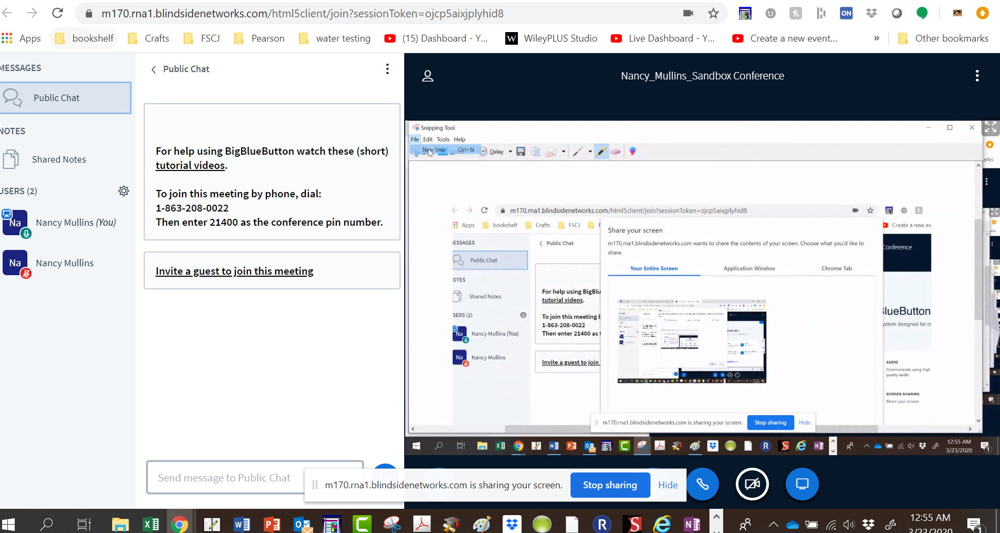 m170.rna1.blindsidenetworks.com/html5client/join?sessionToken=ojcp5aixjplyhid8
ON
Apps
bookshelf
Crafts
FSCJ
Pearson
water testing
(15) Dashboard - Y...
W
WileyPLUS Studio
Live Dashboard - Y...
Create a new event...
»
Other bookmarks
MESSAGES
Public Chat
NOTES
Shared Notes
USERS (2)
Na
Nancy Mullins (You)
Na
Nancy Mullins
Public Chat
For help using BigBlueButton watch these (short)
tutorial videos.
To join this meeting by phone, dial:
1-863-208-0022
Then enter 21400 as the conference pin number.
Invite a guest to join this meeting
Send message to Public Chat
Nancy_Mullins_Sandbox Conference
Snipping Tool
File Edit Tools Help
New Snip Ctrl+N
Delay
arks
m170.rna1.blindsidenetworks.com/html5client/join?sessionToken=ojcp5aixjplyhid8
Apps
bookshelf
Crafts
FSCJ
Create a new ev
ESSAGES
Public Chat
OTES
Shared Notes
SERS (2)
Na
Nancy Mullins (You)
Na
Nancy Mullins
Public Chat
For help using BigBlu
tutorial videos.
To join this meeting b
1-863-208-0022
Then enter 21400 as
Invite a guest to join
Share your screen
m170.rna1.blindsidenetworks.com wants to share the contents of your screen. Choose what you'd like to
share.
Your Entire Screen
Application Window
Chrome Tab
Conference
lueButton
ystem designed for
AUDIO
Communicate using high
quality audio.
SCREEN SHARING
Share your screen.
m170.rna1.blindsidenetworks.com is sharing your screen.
Stop sharing
Hide
12:55 AM
3/23/2020
1
m170.rna1.blindsidenetworks.com is sharing your screen.
Stop sharing
Hide
12:55 AM
3/23/2020
1